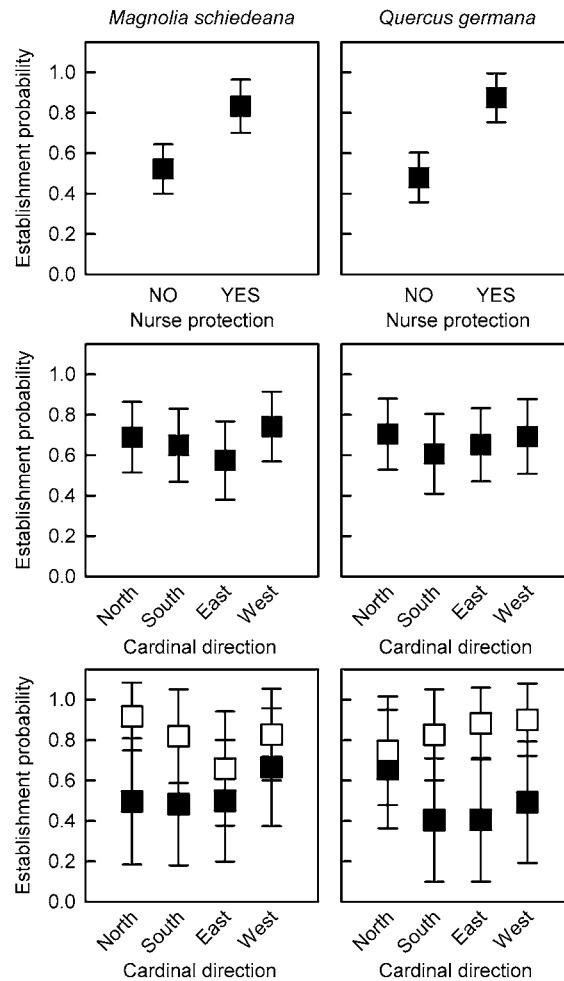 Magnolia schiedeana Quercus germana
Establishment probability
1.0
0.8
0.6
0.4
0.2
0.0
NO YES NO YES
Nurse protection Nurse protection
Establishment probability
1.0
0.8
0.6
0.4
0.2
0.0
North South East West North South East West
Cardinal direction Cardinal direction
Establishment probability
1.0
0.8
0.6
0.4
0.2
0.0
North South East West North South East West
Cardinal direction Cardinal direction